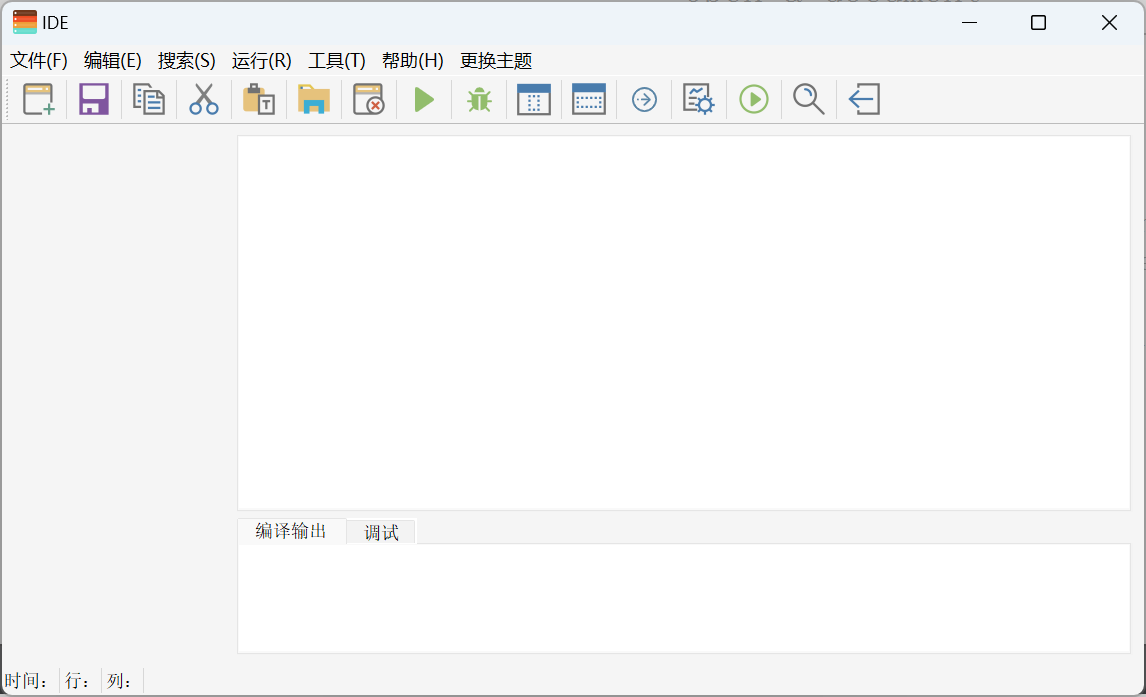 IDE
文件(F) 编辑(E) 搜索(S) 运行(R) 工具(T) 帮助(H) 更换主题
编译输出 调试
时间： 行： 列：